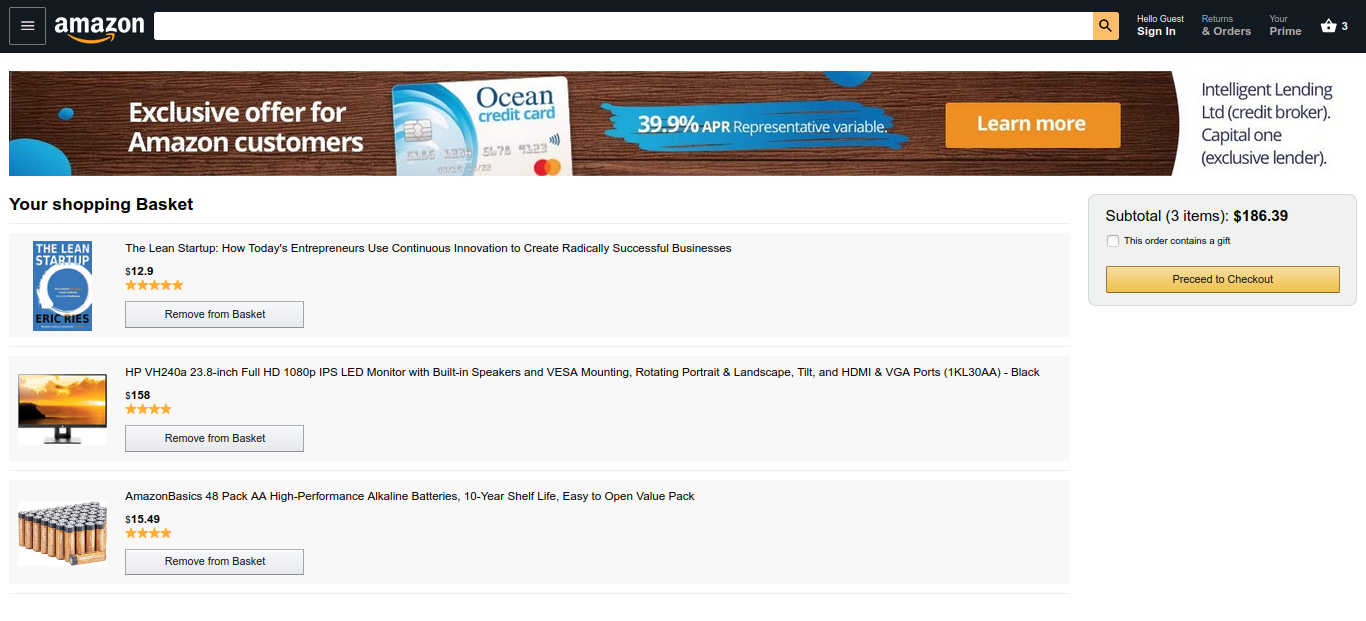 amazon
Hello Guest
Sign In
Returns
& Orders
Your
Prime
3
Exclusive offer for
Amazon customers
Ocean
credit card
39.9% APR Representative variable.
Learn more
Intelligent Lending
Ltd (credit broker).
Capital one
(exclusive lender).
Your shopping Basket
Subtotal (3 items): $186.39
This order contains a gift
Proceed to Checkout
THE LEAN
STARTUP
ERIC RIES
The Lean Startup: How Today's Entrepreneurs Use Continuous Innovation to Create Radically Successful Businesses
$12.9
Remove from Basket
HP VH240a 23.8-inch Full HD 1080p IPS LED Monitor with Built-in Speakers and VESA Mounting, Rotating Portrait & Landscape, Tilt, and HDMI & VGA Ports (1KL30AA) - Black
$158
Remove from Basket
AmazonBasics 48 Pack AA High-Performance Alkaline Batteries, 10-Year Shelf Life, Easy to Open Value Pack
$15.49
Remove from Basket